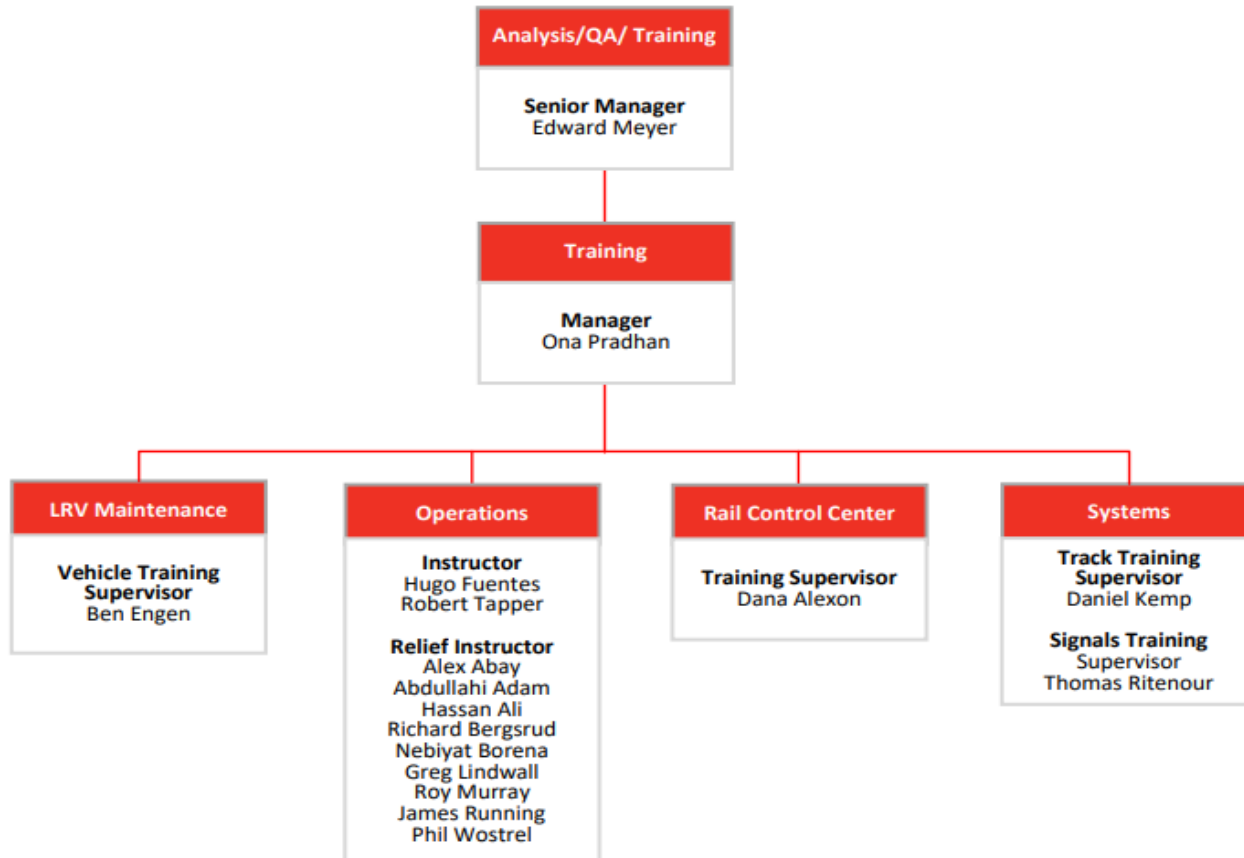 Analysis/QA/ Training
Senior Manager
Edward Meyer
Training
Manager
Ona Pradhan
LRV Maintenance
Vehicle Training
Supervisor
Ben Engen
Operations
Instructor
Hugo Fuentes
Robert Tapper
Relief Instructor
Alex Abay
Abdullahi Adam
Hassan Ali
Richard Bergsrud
Nebiyat Borena
Greg Lindwall
Roy Murray
James Running
Phil Wostrel
Rail Control Center
Training Supervisor
Dana Alexon
Systems
Track Training
Supervisor
Daniel Kemp
Signals Training
Supervisor
Thomas Ritenour